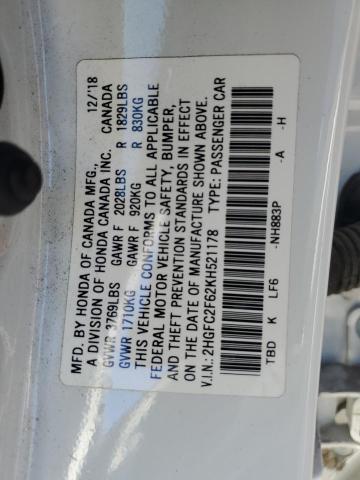 MFD. BY HONDA OF CANADA MFG., 12/'18
A DIVISION OF HONDA CANADA INC. CANADA
GVWR 3769LBS GAWR F 2028LBS R 1829LBS
GVWR 1710KG GAWR F 920KG R 830KG
THIS VEHICLE CONFORMS TO ALL APPLICABLE
FEDERAL MOTOR VEHICLE SAFETY, BUMPER,
AND THEFT PREVENTION STANDARDS IN EFFECT
ON THE DATE OF MANUFACTURE SHOWN ABOVE.
V.I.N.: 2HGFC2F62KH521178 TYPE: PASSENGER CAR
TBD K LF6 -NH883P -A -H